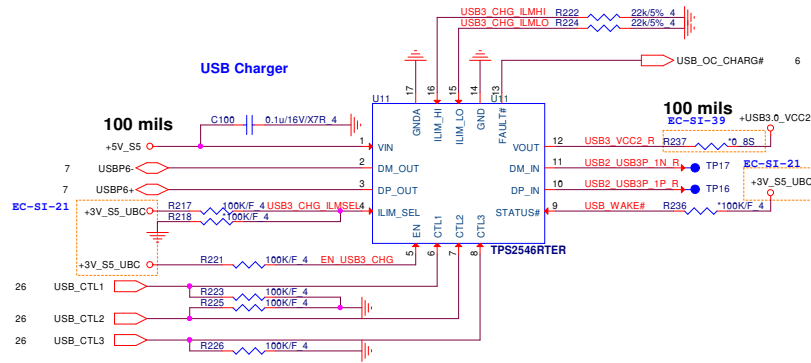 USB3_CHG_ILMHI R222 22k/5%_4
USB3_CHG_ILMLO R224 22k/5%_4
USB Charger
USB_OC_CHARG# 6
17 16 15 14 13
U11 U11
GNDA ILIM_HI ILIM_LO GND FAULT#
C100 0.1u/16V/X7R_4
100 mils
100 mils
EC-SI-39
+USB3.0_VCC2
+5V_S5 1 VIN VOUT 12 USB3_VCC2_R R237 *0_8S
7 USBP6- 2 DM_OUT DM_IN 11 USB2_USB3P_1N_R TP17 EC-SI-21
7 USBP6+ 3 DP_OUT DP_IN 10 USB2_USB3P_1P_R TP16 +3V_S5_UBC
EC-SI-21
+3V_S5_UBC R217 *100K/F_4 USB3_CHG_ILMSEL 4 ILIM_SEL STATUS# 9 USB_WAKE# R236 *100K/F_4
R218 *100K/F_4
EN CTL1 CTL2 CTL3
TPS2546RTER
5 6 7 8
+3V_S5_UBC R221 100K/F_4 EN_USB3_CHG
26 USB_CTL1
R223 100K/F_4
R225 100K/F_4
26 USB_CTL2
26 USB_CTL3
R226 100K/F_4